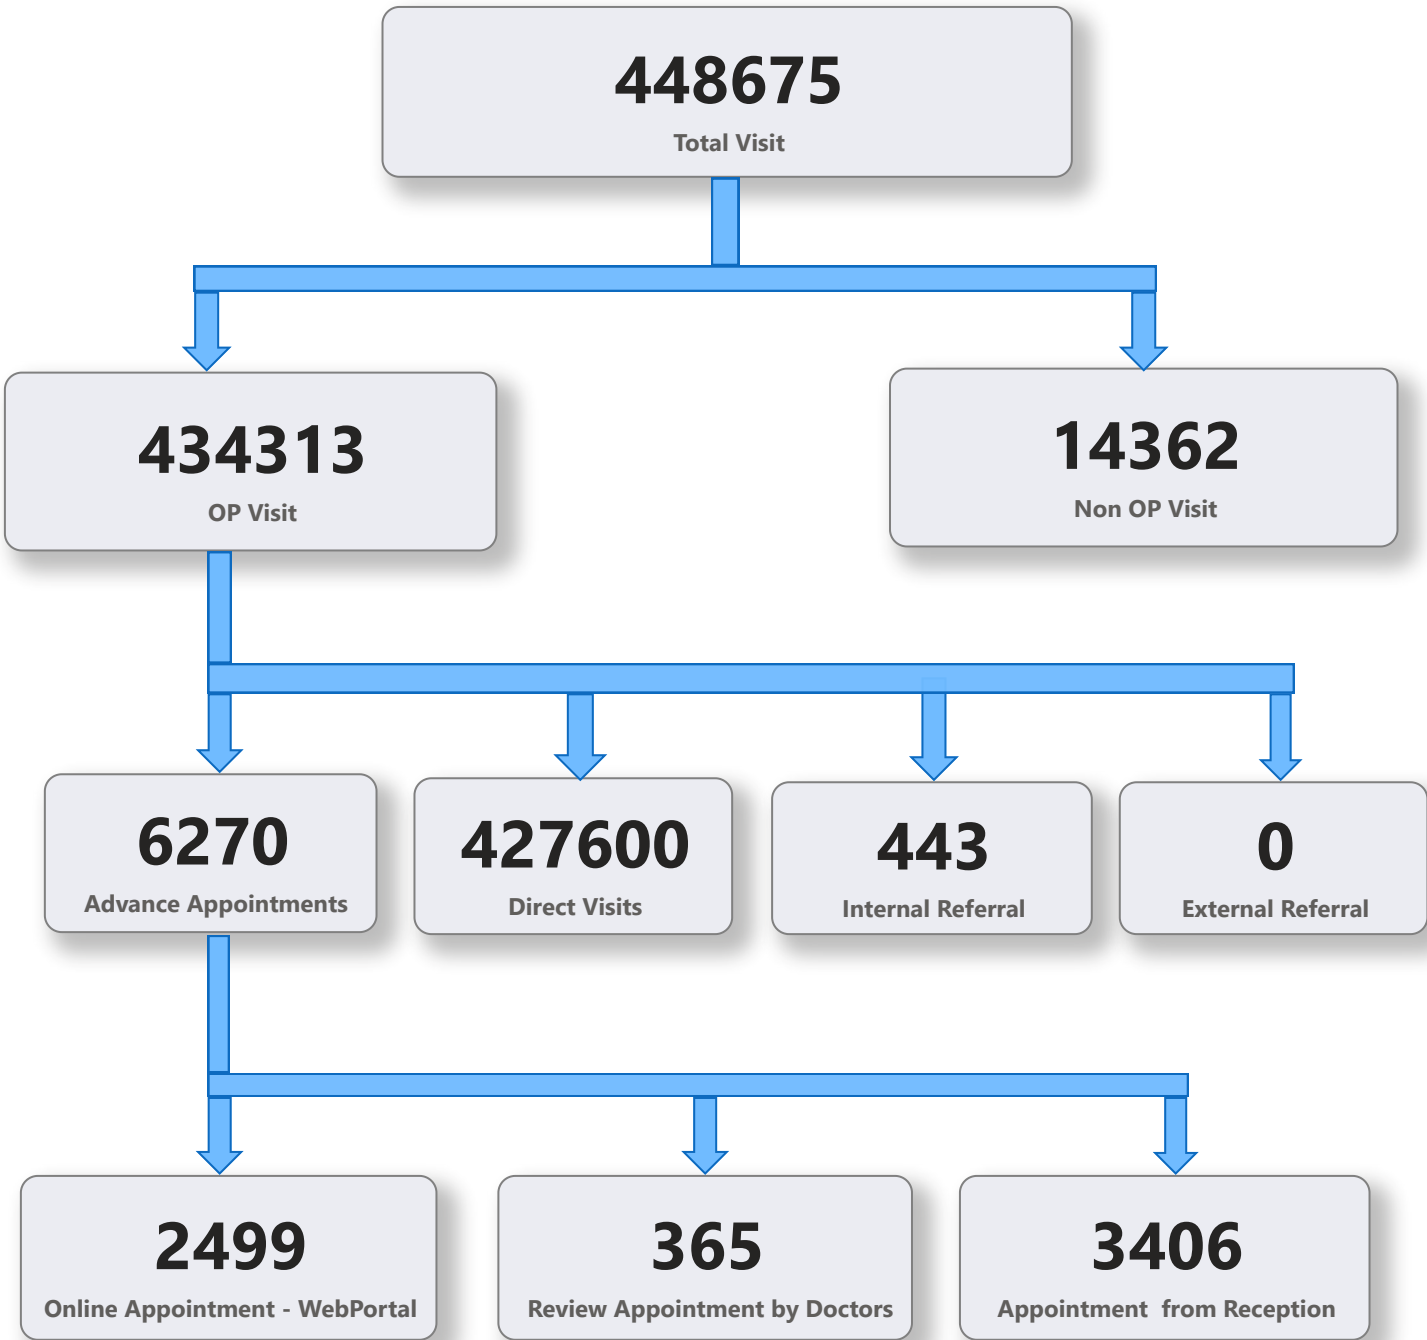 448675
Total Visit
434313
OP Visit
14362
Non OP Visit
6270
Advance Appointments
427600
Direct Visits
443
Internal Referral
0
External Referral
2499
Online Appointment - WebPortal
365
Review Appointment by Doctors
3406
Appointment  from Reception